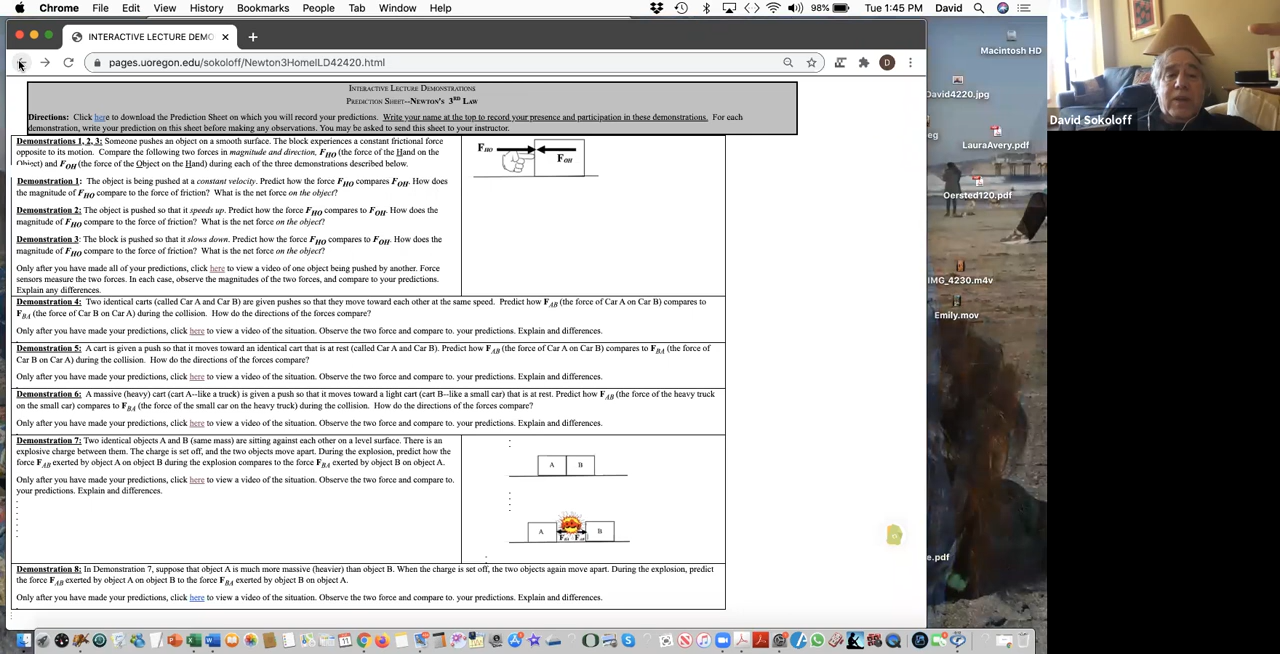 Chrome File Edit View History Bookmarks People Tab Window Help 98% Tue 1:45 PM David
INTERACTIVE LECTURE DEMO
pages.uoregon.edu/sokoloff/Newton3HomeILD42420.html
D
INTERACTIVE LECTURE DEMONSTRATIONS
PREDICTION SHEET--NEWTON'S 3RD LAW
Directions: Click here to download the Prediction Sheet on which you will record your predictions. Write your name at the top to record your presence and participation in these demonstrations. For each
demonstration, write your prediction on this sheet before making any observations. You may be asked to send this sheet to your instructor.
Demonstrations 1, 2, 3: Someone pushes an object on a smooth surface. The block experiences a constant frictional force
opposite to its motion. Compare the following two forces in magnitude and direction, FHO (the force of the Hand on the
Object) and FOH (the force of the Object on the Hand) during each of the three demonstrations described below.
FHO
FOH
Demonstration 1: The object is being pushed at a constant velocity. Predict how the force FHO compares FOH. How does
the magnitude of FHO compare to the force of friction? What is the net force on the object?
Demonstration 2: The object is pushed so that it speeds up. Predict how the force FHO compares to FOH. How does the
magnitude of FHO compare to the force of friction? What is the net force on the object?
Demonstration 3: The block is pushed so that it slows down. Predict how the force FHO compares to FOH. How does the
magnitude of FHO compare to the force of friction? What is the net force on the object?
Only after you have made all of your predictions, click here to view a video of one object being pushed by another. Force
sensors measure the two forces. In each case, observe the magnitudes of the two forces, and compare to your predictions.
Explain any differences.
Demonstration 4: Two identical carts (called Car A and Car B) are given pushes so that they move toward each other at the same speed. Predict how FAB (the force of Car A on Car B) compares to
FBA (the force of Car B on Car A) during the collision. How do the directions of the forces compare?
Only after you have made your predictions, click here to view a video of the situation. Observe the two force and compare to. your predictions. Explain and differences.
Demonstration 5: A cart is given a push so that it moves toward an identical cart that is at rest (called Car A and Car B). Predict how FAB (the force of Car A on Car B) compares to FBA (the force of
Car B on Car A) during the collision. How do the directions of the forces compare?
Only after you have made your predictions, click here to view a video of the situation. Observe the two force and compare to. your predictions. Explain and differences.
Demonstration 6: A massive (heavy) cart (cart A--like a truck) is given a push so that it moves toward a light cart (cart B--like a small car) that is at rest. Predict how FAB (the force of the heavy truck
on the small car) compares to FBA (the force of the small car on the heavy truck) during the collision. How do the directions of the forces compare?
Only after you have made your predictions, click here to view a video of the situation. Observe the two force and compare to. your predictions. Explain and differences.
Demonstration 7: Two identical objects A and B (same mass) are sitting against each other on a level surface. There is an
explosive charge between them. The charge is set off, and the two objects move apart. During the explosion, predict how the
force FAB exerted by object A on object B during the explosion compares to the force FBA exerted by object B on object A.
Only after you have made your predictions, click here to view a video of the situation. Observe the two force and compare to.
your predictions. Explain and differences.
A B
A B
Demonstration 8: In Demonstration 7, suppose that object A is much more massive (heavier) than object B. When the charge is set off, the two objects again move apart. During the explosion, predict
the force FAB exerted by object A on object B to the force FBA exerted by object B on object A.
Only after you have made your predictions, click here to view a video of the situation. Observe the two force and compare to. your predictions. Explain and differences.
Macintosh HD
David4220.jpg
LauraAvery.pdf
Oersted120.pdf
IMG_4230.m4v
Emily.mov
e.pdf
David Sokoloff